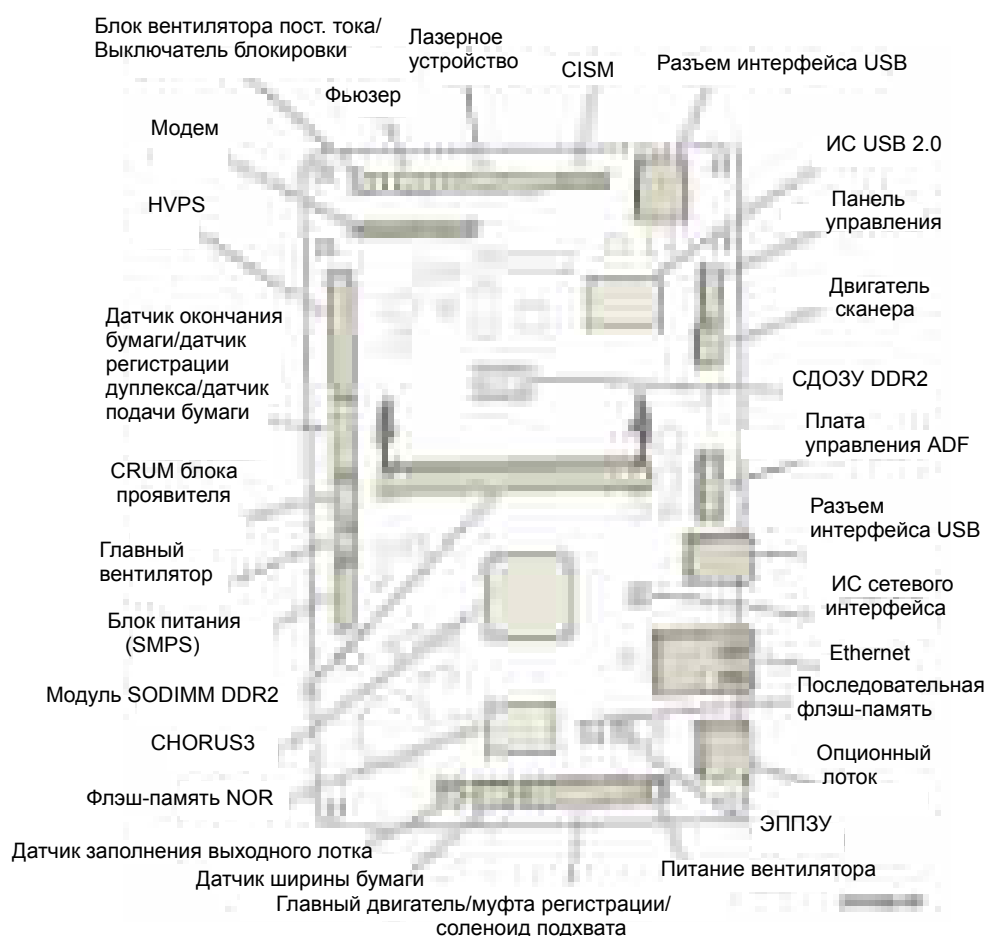 Блок вентилятора пост. тока/
Выключатель блокировки
Лазерное
устройство
CISM
Разъем интерфейса USB
Фьюзер
Модем
ИС USB 2.0
HVPS
Панель
управления
Двигатель
сканера
Датчик окончания
бумаги/датчик
регистрации
дуплекса/датчик
подачи бумаги
СДОЗУ DDR2
Плата
управления ADF
CRUM блока
проявителя
Разъем
интерфейса USB
Главный
вентилятор
ИС сетевого
интерфейса
Блок питания
(SMPS)
Ethernet
Модуль SODIMM DDR2
Последовательная
флэш-память
CHORUS3
Опционный
лоток
Флэш-память NOR
ЭППЗУ
Датчик заполнения выходного лотка
Питание вентилятора
Датчик ширины бумаги
Главный двигатель/муфта регистрации/
соленоид подхвата